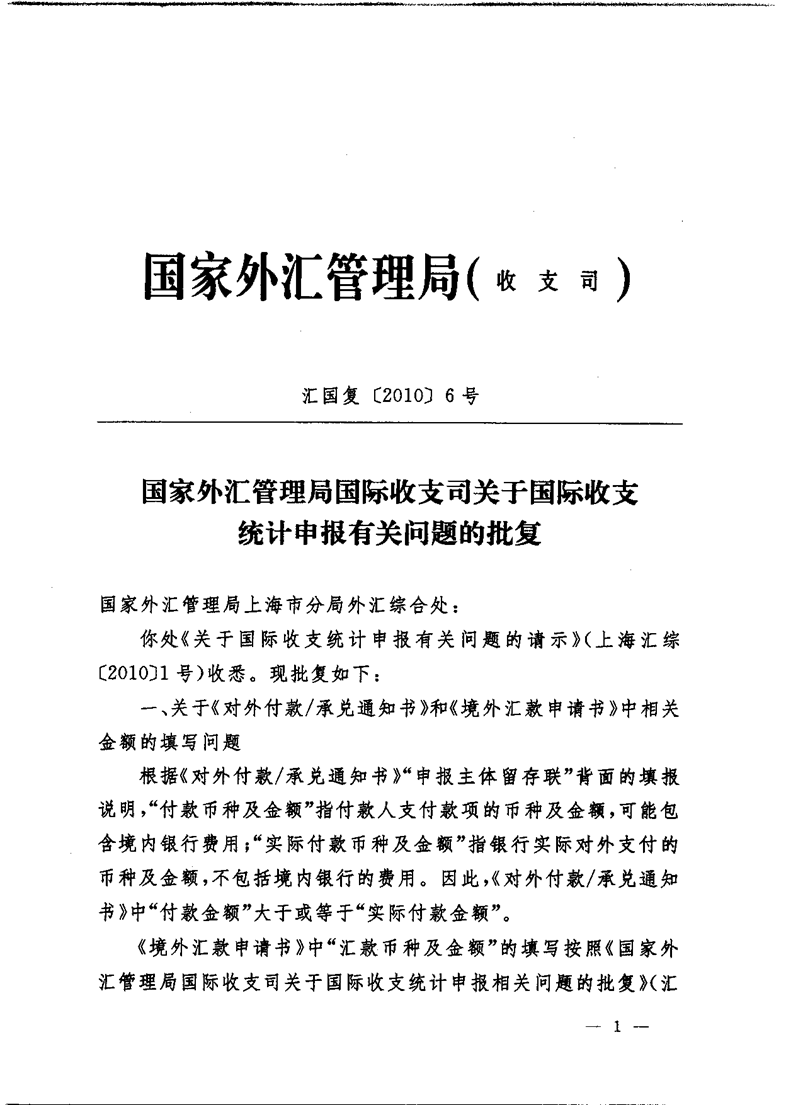 国家外汇管理局(收支司)
汇国复〔2010〕6号
国家外汇管理局国际收支司关于国际收支
统计申报有关问题的批复
国家外汇管理局上海市分局外汇综合处:
你处《关于国际收支统计申报有关问题的请示》(上海汇综
〔2010〕1号)收悉。现批复如下:
一、关于《对外付款/承兑通知书》和《境外汇款申请书》中相关
金额的填写问题
根据《对外付款/承兑通知书》“申报主体留存联”背面的填报
说明,“付款币种及金额”指付款人支付款项的币种及金额,可能包
含境内银行费用;“实际付款币种及金额”指银行实际对外支付的
币种及金额,不包括境内银行的费用。因此,《对外付款/承兑通知
书》中“付款金额”大于或等于“实际付款金额”。
《境外汇款申请书》中“汇款币种及金额”的填写按照《国家外
汇管理局国际收支司关于国际收支统计申报相关问题的批复》(汇
— 1 —